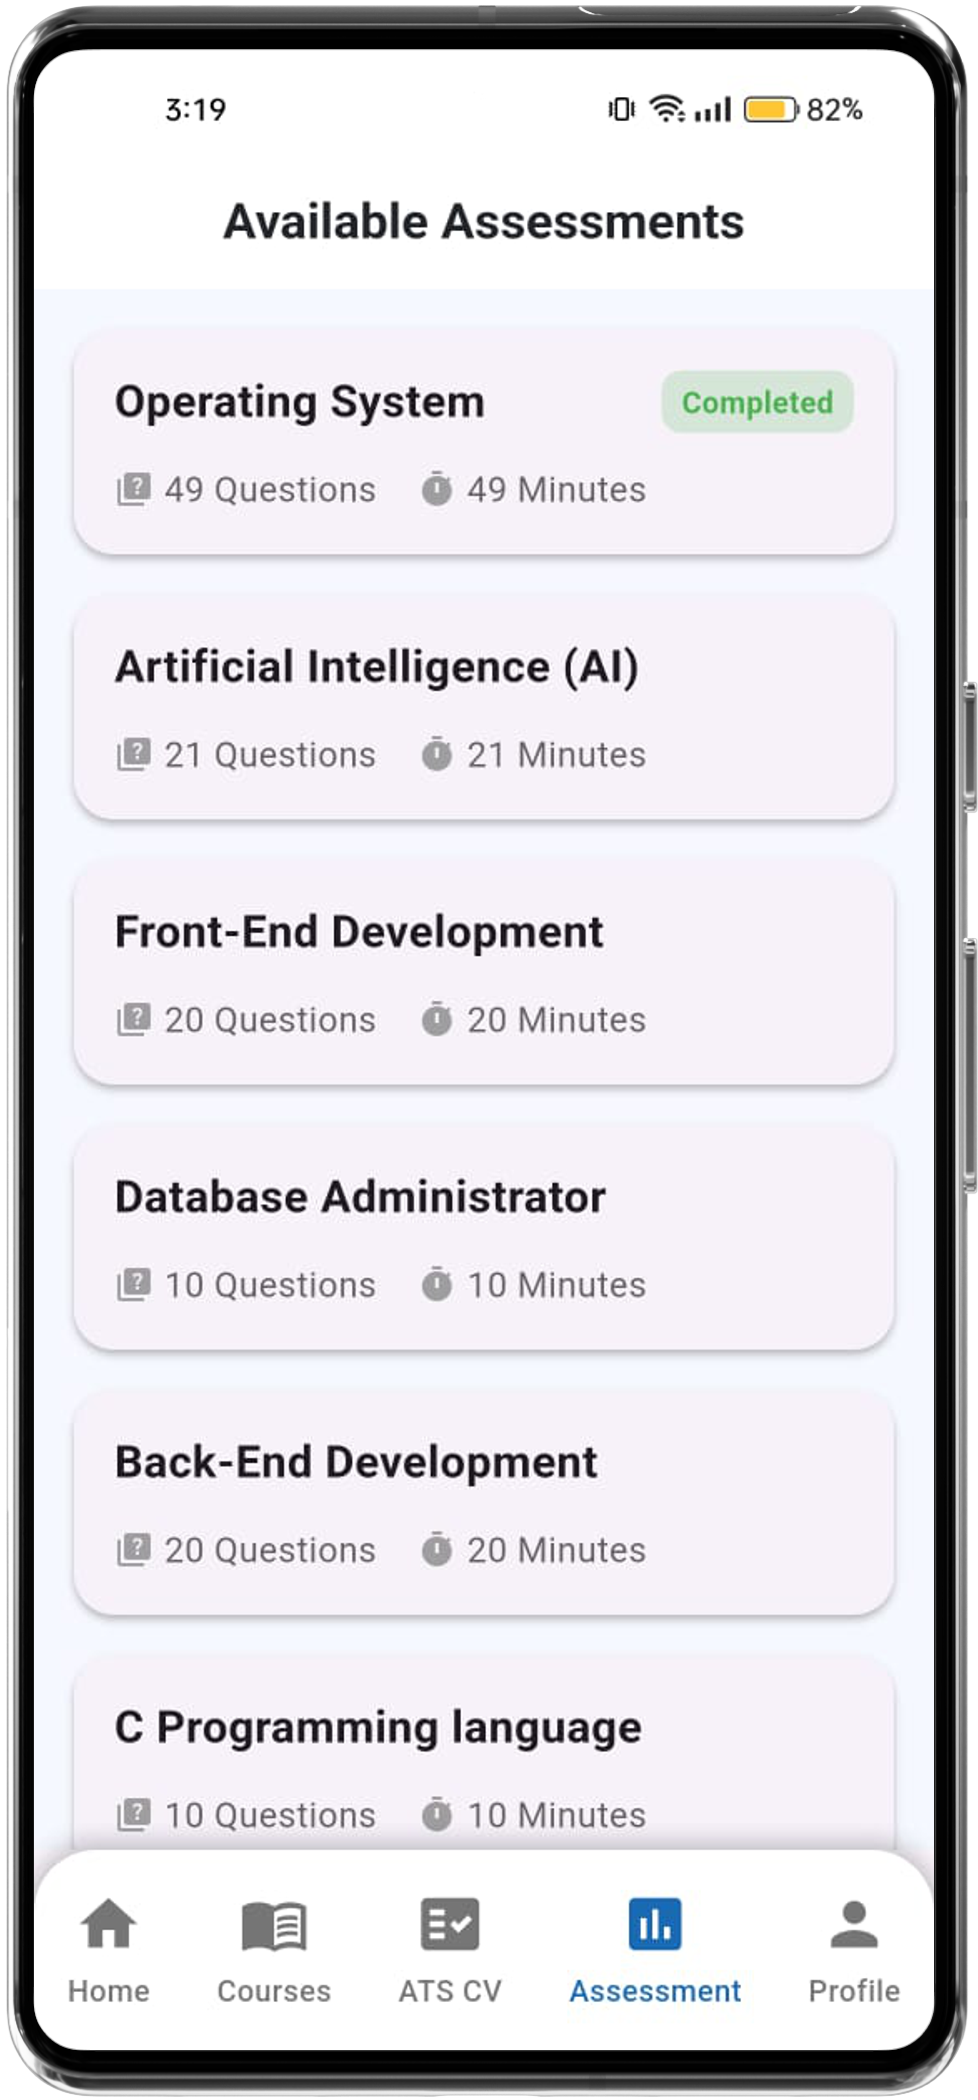 3:19 82%
Available Assessments
Operating System Completed
49 Questions 49 Minutes
Artificial Intelligence (AI)
21 Questions 21 Minutes
Front-End Development
20 Questions 20 Minutes
Database Administrator
10 Questions 10 Minutes
Back-End Development
20 Questions 20 Minutes
C Programming language
10 Questions 10 Minutes
Home Courses ATS CV Assessment Profile